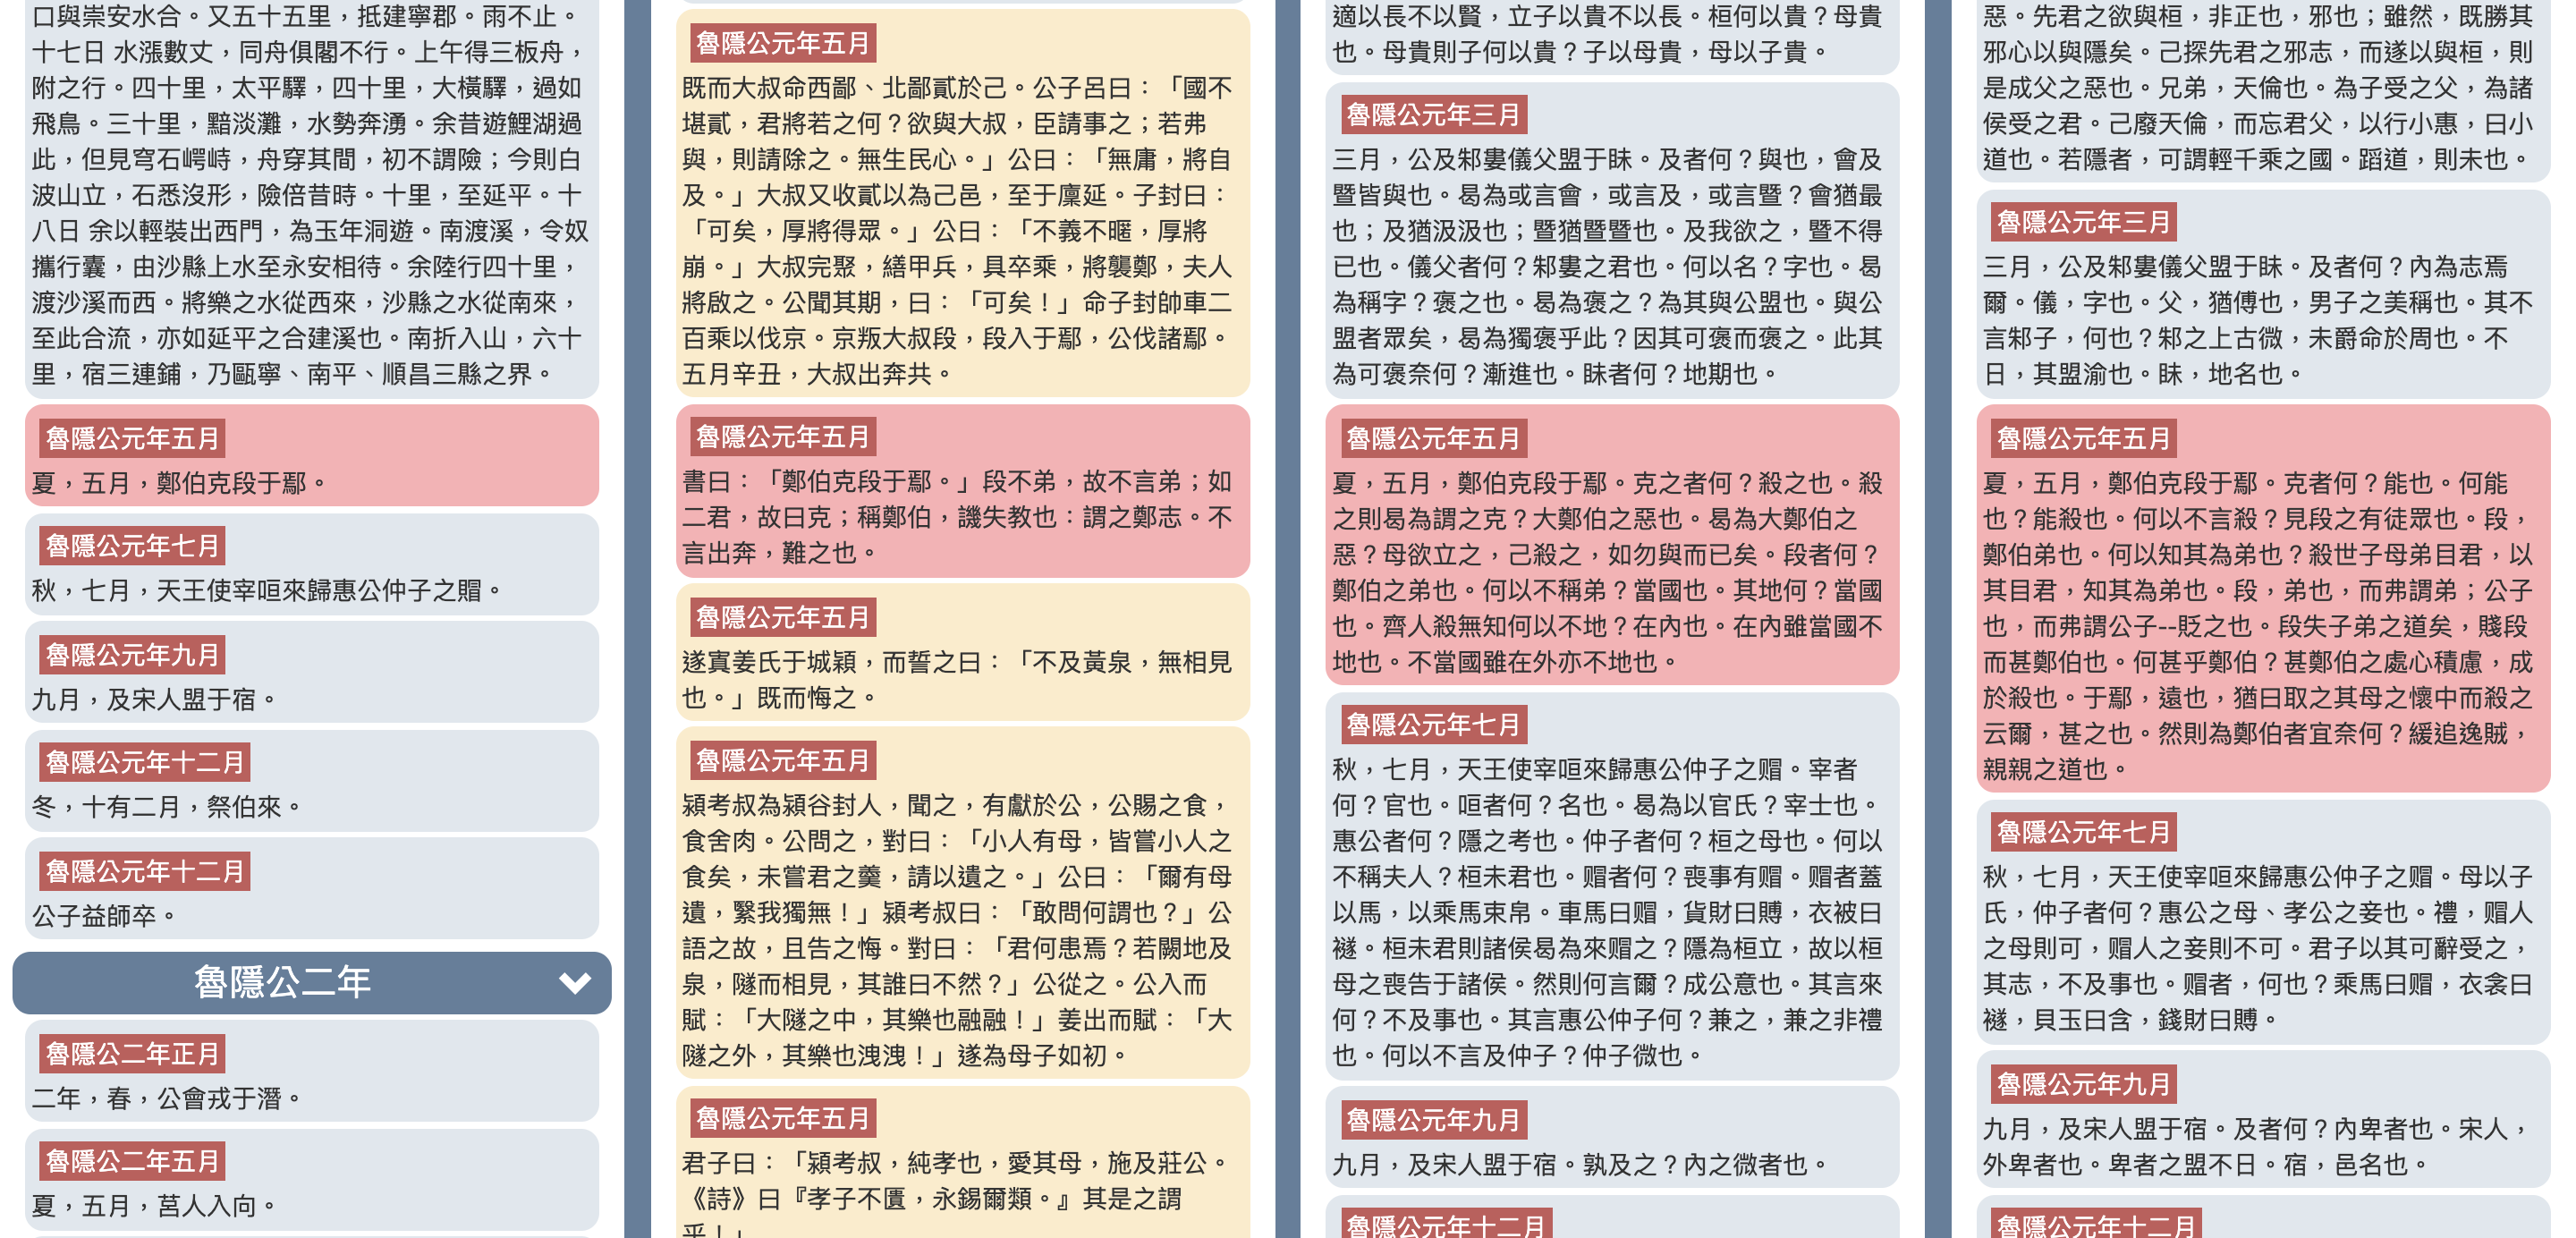 口與崇安水合。又五十五里，抵建寧郡。雨不止。
十七日 水漲數丈，同舟俱閣不行。上午得三板舟，
附之行。四十里，太平驛，四十里，大橫驛，過如
飛鳥。三十里，黯淡灘，水勢奔湧。余昔遊鯉湖過
此，但見穹石崿峙，舟穿其間，初不謂險；今則白
波山立，石悉沒形，險倍昔時。十里，至延平。十
八日 余以輕裝出西門，為玉年洞遊。南渡溪，令奴
攜行囊，由沙縣上水至永安相待。余陸行四十里，
渡沙溪而西。將樂之水從西來，沙縣之水從南來，
至此合流，亦如延平之合建溪也。南折入山，六十
里，宿三連鋪，乃甌寧、南平、順昌三縣之界。
魯隱公元年五月
夏，五月，鄭伯克段于鄢。
魯隱公元年七月
秋，七月，天王使宰咺來歸惠公仲子之賵。
魯隱公元年九月
九月，及宋人盟于宿。
魯隱公元年十二月
冬，十有二月，祭伯來。
魯隱公元年十二月
公子益師卒。
魯隱公二年
魯隱公二年正月
二年，春，公會戎于潛。
魯隱公二年五月
夏，五月，莒人入向。
魯隱公元年五月
既而大叔命西鄙、北鄙貳於己。公子呂曰：「國不
堪貳，君將若之何？欲與大叔，臣請事之；若弗
與，則請除之。無生民心。」公曰：「無庸，將自
及。」大叔又收貳以為己邑，至于廩延。子封曰：
「可矣，厚將得眾。」公曰：「不義不暱，厚將
崩。」大叔完聚，繕甲兵，具卒乘，將襲鄭，夫人
將啟之。公聞其期，曰：「可矣！」命子封帥車二
百乘以伐京。京叛大叔段，段入于鄢，公伐諸鄢。
五月辛丑，大叔出奔共。
魯隱公元年五月
書曰：「鄭伯克段于鄢。」段不弟，故不言弟；如
二君，故曰克；稱鄭伯，譏失教也：謂之鄭志。不
言出奔，難之也。
魯隱公元年五月
遂寘姜氏于城穎，而誓之曰：「不及黃泉，無相見
也。」既而悔之。
魯隱公元年五月
潁考叔為潁谷封人，聞之，有獻於公，公賜之食，
食舍肉。公問之，對曰：「小人有母，皆嘗小人之
食矣，未嘗君之羹，請以遺之。」公曰：「爾有母
遺，繄我獨無！」潁考叔曰：「敢問何謂也？」公
語之故，且告之悔。對曰：「君何患焉？若闕地及
泉，隧而相見，其誰曰不然？」公從之。公入而
賦：「大隧之中，其樂也融融！」姜出而賦：「大
隧之外，其樂也洩洩！」遂為母子如初。
魯隱公元年五月
君子曰：「潁考叔，純孝也，愛其母，施及莊公。
《詩》曰『孝子不匱，永錫爾類。』其是之謂
乎！」
適以長不以賢，立子以貴不以長。桓何以貴？母貴
也。母貴則子何以貴？子以母貴，母以子貴。
魯隱公元年三月
三月，公及邾婁儀父盟于眛。及者何？與也，會及
暨皆與也。曷為或言會，或言及，或言暨？會猶最
也；及猶汲汲也；暨猶暨暨也。及我欲之，暨不得
已也。儀父者何？邾婁之君也。何以名？字也。曷
為稱字？褒之也。曷為褒之？為其與公盟也。與公
盟者眾矣，曷為獨褒乎此？因其可褒而褒之。此其
為可褒奈何？漸進也。眛者何？地期也。
魯隱公元年五月
夏，五月，鄭伯克段于鄢。克之者何？殺之也。殺
之則曷為謂之克？大鄭伯之惡也。曷為大鄭伯之
惡？母欲立之，己殺之，如勿與而已矣。段者何？
鄭伯之弟也。何以不稱弟？當國也。其地何？當國
也。齊人殺無知何以不地？在內也。在內雖當國不
地也。不當國雖在外亦不地也。
魯隱公元年七月
秋，七月，天王使宰咺來歸惠公仲子之赗。宰者
何？官也。咺者何？名也。曷為以官氏？宰士也。
惠公者何？隱之考也。仲子者何？桓之母也。何以
不稱夫人？桓未君也。赗者何？喪事有赗。赗者蓋
以馬，以乘馬束帛。車馬曰赗，貨財曰賻，衣被曰
襚。桓未君則諸侯曷為來赗之？隱為桓立，故以桓
母之喪告于諸侯。然則何言爾？成公意也。其言來
何？不及事也。其言惠公仲子何？兼之，兼之非禮
也。何以不言及仲子？仲子微也。
魯隱公元年九月
九月，及宋人盟于宿。孰及之？內之微者也。
魯隱公元年十二月
惡。先君之欲與桓，非正也，邪也；雖然，既勝其
邪心以與隱矣。己探先君之邪志，而遂以與桓，則
是成父之惡也。兄弟，天倫也。為子受之父，為諸
侯受之君。己廢天倫，而忘君父，以行小惠，曰小
道也。若隱者，可謂輕千乘之國。蹈道，則未也。
魯隱公元年三月
三月，公及邾婁儀父盟于眛。及者何？內為志焉
爾。儀，字也。父，猶傅也，男子之美稱也。其不
言邾子，何也？邾之上古微，未爵命於周也。不
日，其盟渝也。眛，地名也。
魯隱公元年五月
夏，五月，鄭伯克段于鄢。克者何？能也。何能
也？能殺也。何以不言殺？見段之有徒眾也。段，
鄭伯弟也。何以知其為弟也？殺世子母弟目君，以
其目君，知其為弟也。段，弟也，而弗謂弟；公子
也，而弗謂公子--貶之也。段失子弟之道矣，賤段
而甚鄭伯也。何甚乎鄭伯？甚鄭伯之處心積慮，成
於殺也。于鄢，遠也，猶曰取之其母之懷中而殺之
云爾，甚之也。然則為鄭伯者宜奈何？緩追逸賊，
親親之道也。
魯隱公元年七月
秋，七月，天王使宰咺來歸惠公仲子之赗。母以子
氏，仲子者何？惠公之母、孝公之妾也。禮，赗人
之母則可，赗人之妾則不可。君子以其可辭受之，
其志，不及事也。赗者，何也？乘馬曰赗，衣衾曰
襚，貝玉曰含，錢財曰賻。
魯隱公元年九月
九月，及宋人盟于宿。及者何？內卑者也。宋人，
外卑者也。卑者之盟不日。宿，邑名也。
魯隱公元年十二月